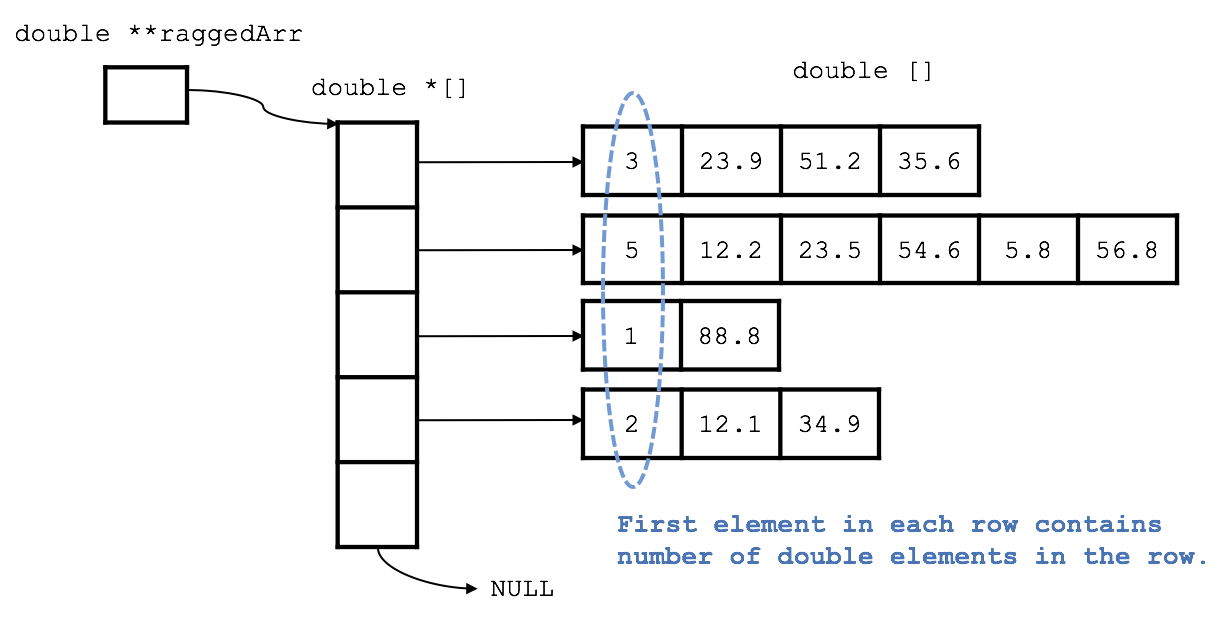 double **raggedArr
double *[]
double []
3 23.9 51.2 35.6
5 12.2 23.5 54.6 5.8 56.8
1 88.8
2 12.1 34.9
First element in each row contains
number of double elements in the row.
NULL